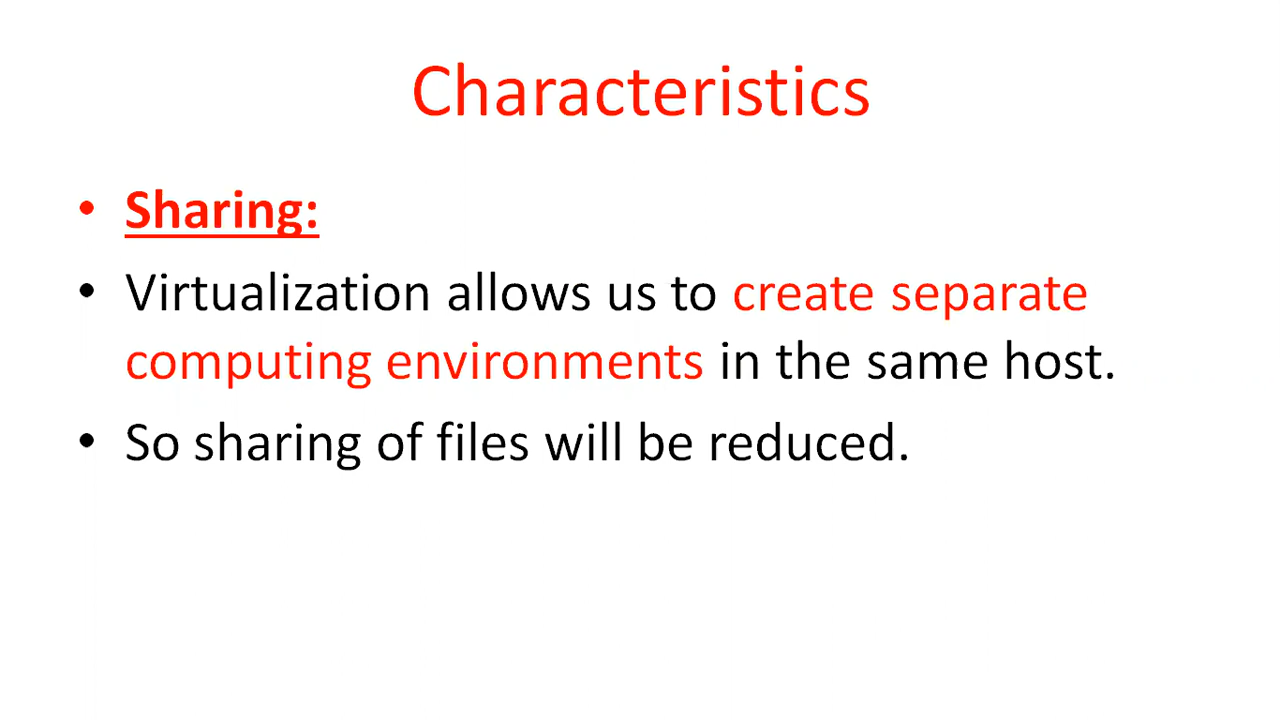 Characteristics
• Sharing:
• Virtualization allows us to create separate
computing environments in the same host.
• So sharing of files will be reduced.